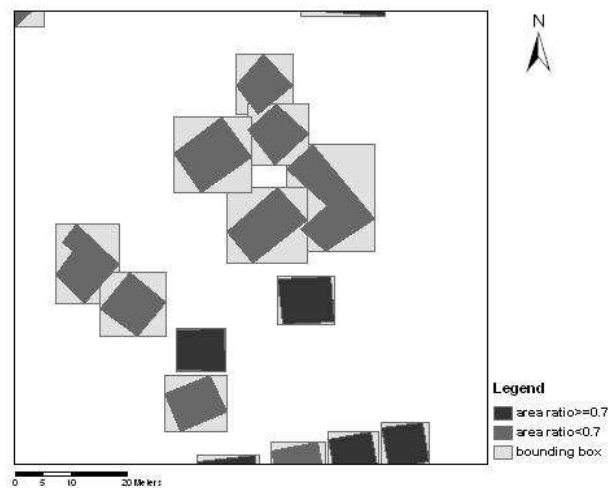 N
Legend
area ratio>=0.7
area ratio<0.7
bounding box
0 5 10 20 Meters